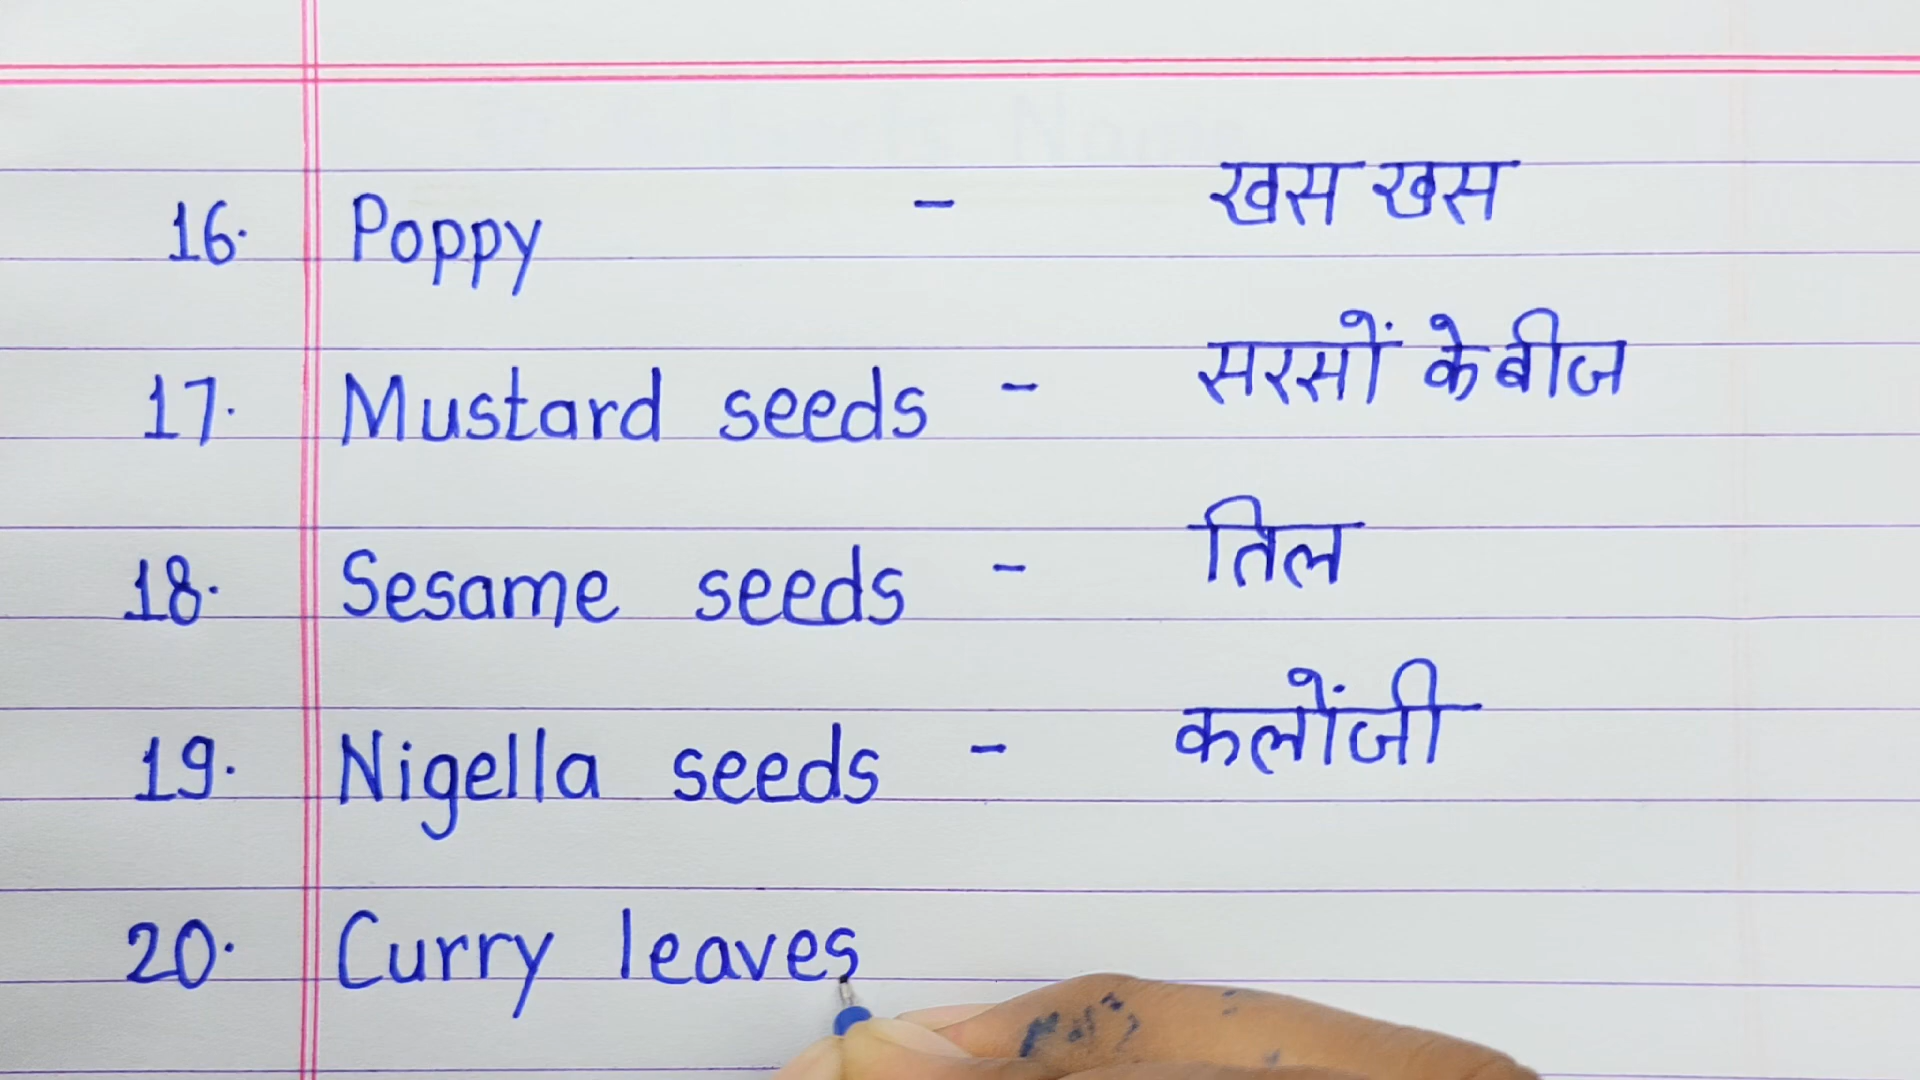 16. Poppy - खस खस
17. Mustard seeds - सरसों के बीज
18. Sesame seeds - तिल
19. Nigella seeds - कलोंजी
20. Curry leaves